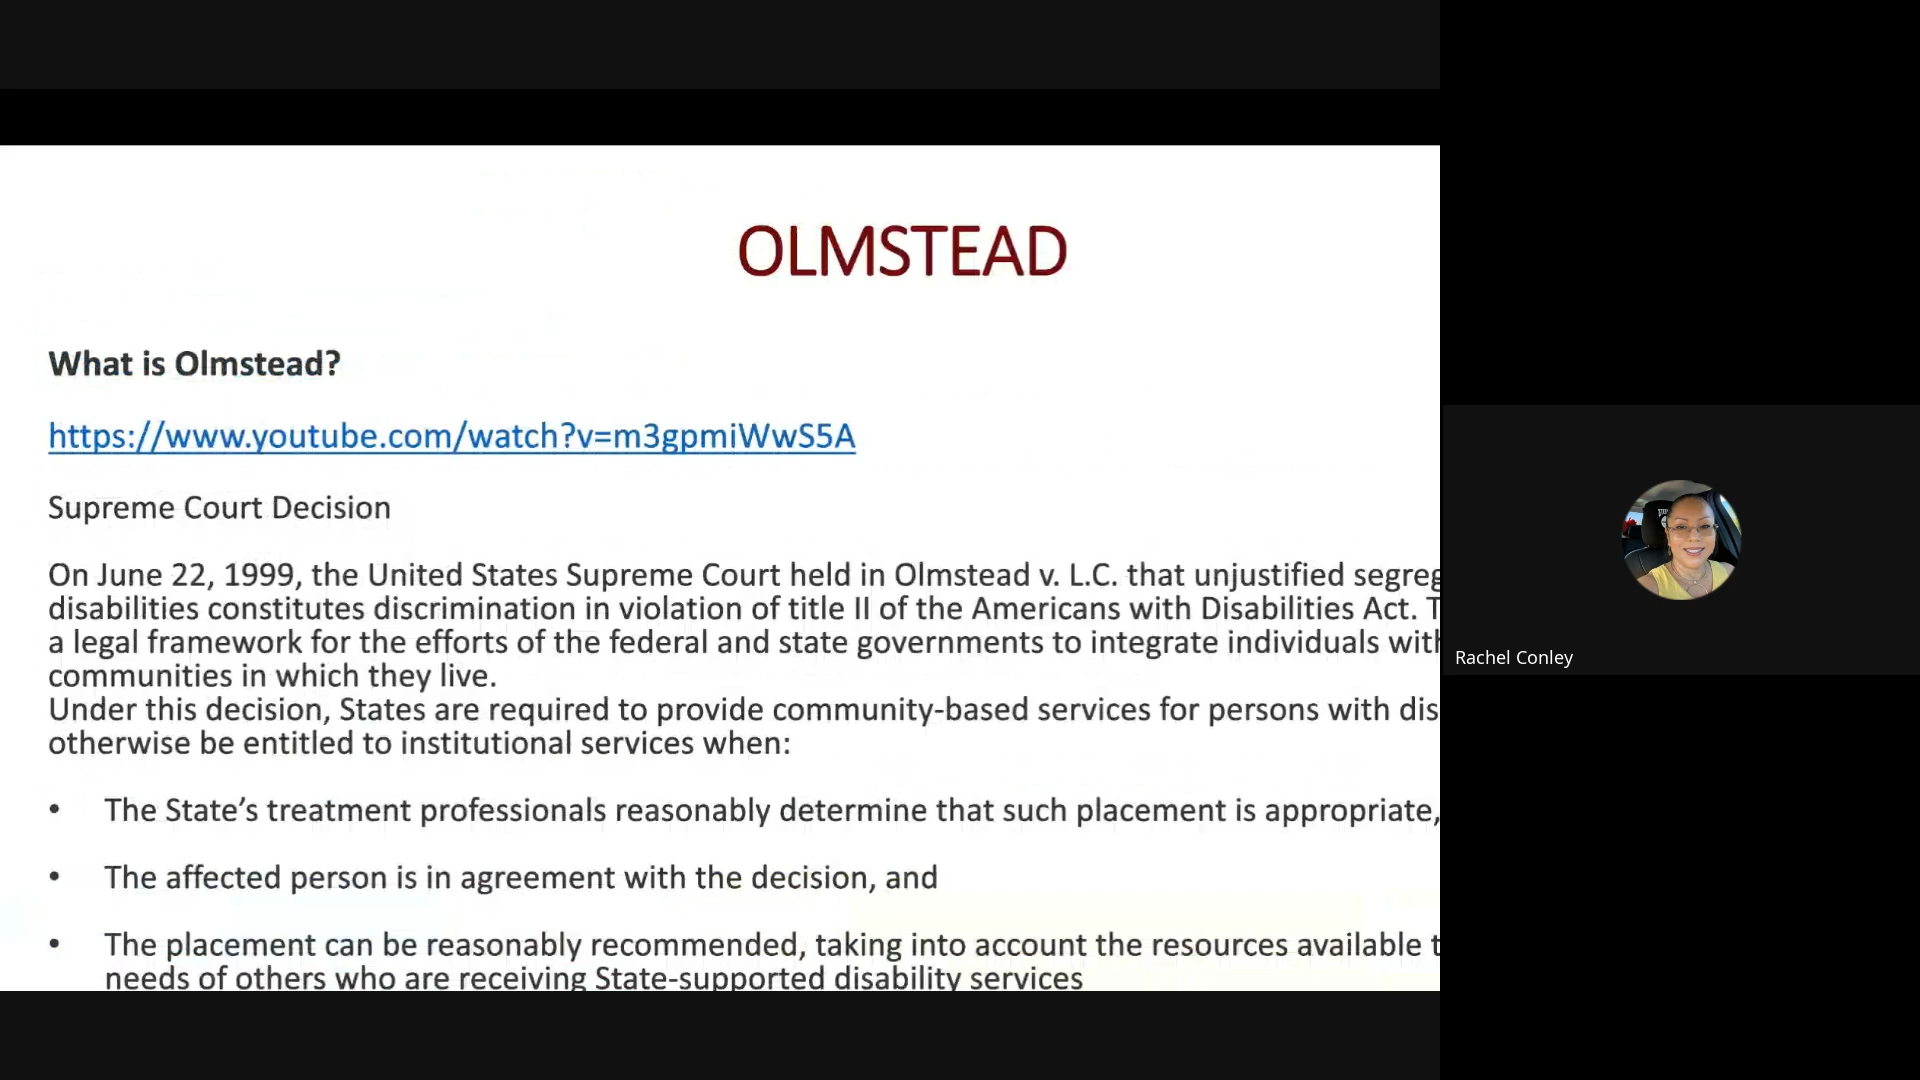 OLMSTEAD
What is Olmstead?
https://www.youtube.com/watch?v=m3gpmiWwS5A
Supreme Court Decision
On June 22, 1999, the United States Supreme Court held in Olmstead v. L.C. that unjustified segreg
disabilities constitutes discrimination in violation of title II of the Americans with Disabilities Act. T
a legal framework for the efforts of the federal and state governments to integrate individuals with
communities in which they live.
Under this decision, States are required to provide community-based services for persons with dis
otherwise be entitled to institutional services when:
• The State’s treatment professionals reasonably determine that such placement is appropriate,
• The affected person is in agreement with the decision, and
• The placement can be reasonably recommended, taking into account the resources available t
needs of others who are receiving State-supported disability services
Rachel Conley